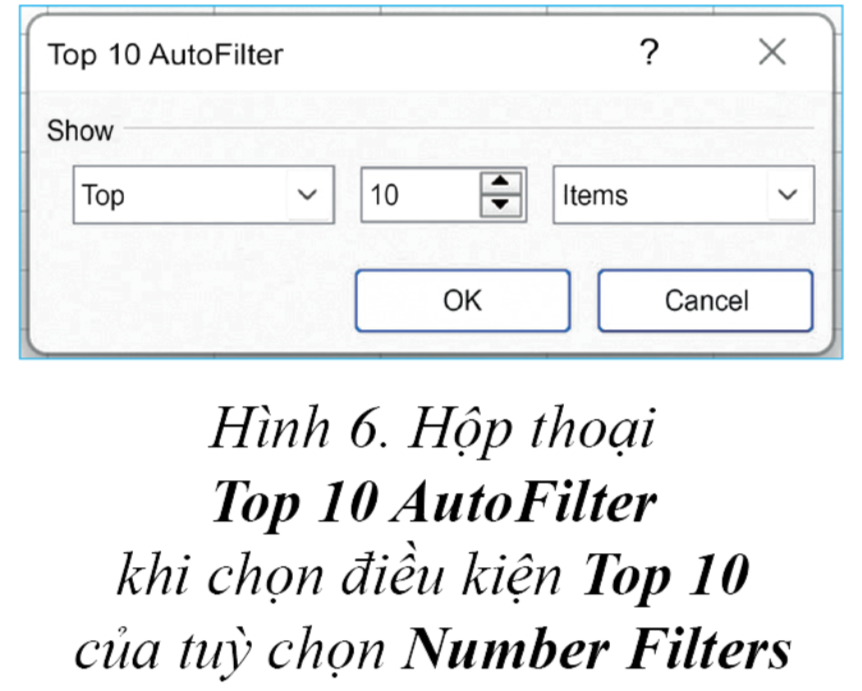 Top 10 AutoFilter ?
Show
Top 10 Items
OK Cancel
Hình 6. Hộp thoại
Top 10 AutoFilter
khi chọn điều kiện Top 10
của tuỳ chọn Number Filters